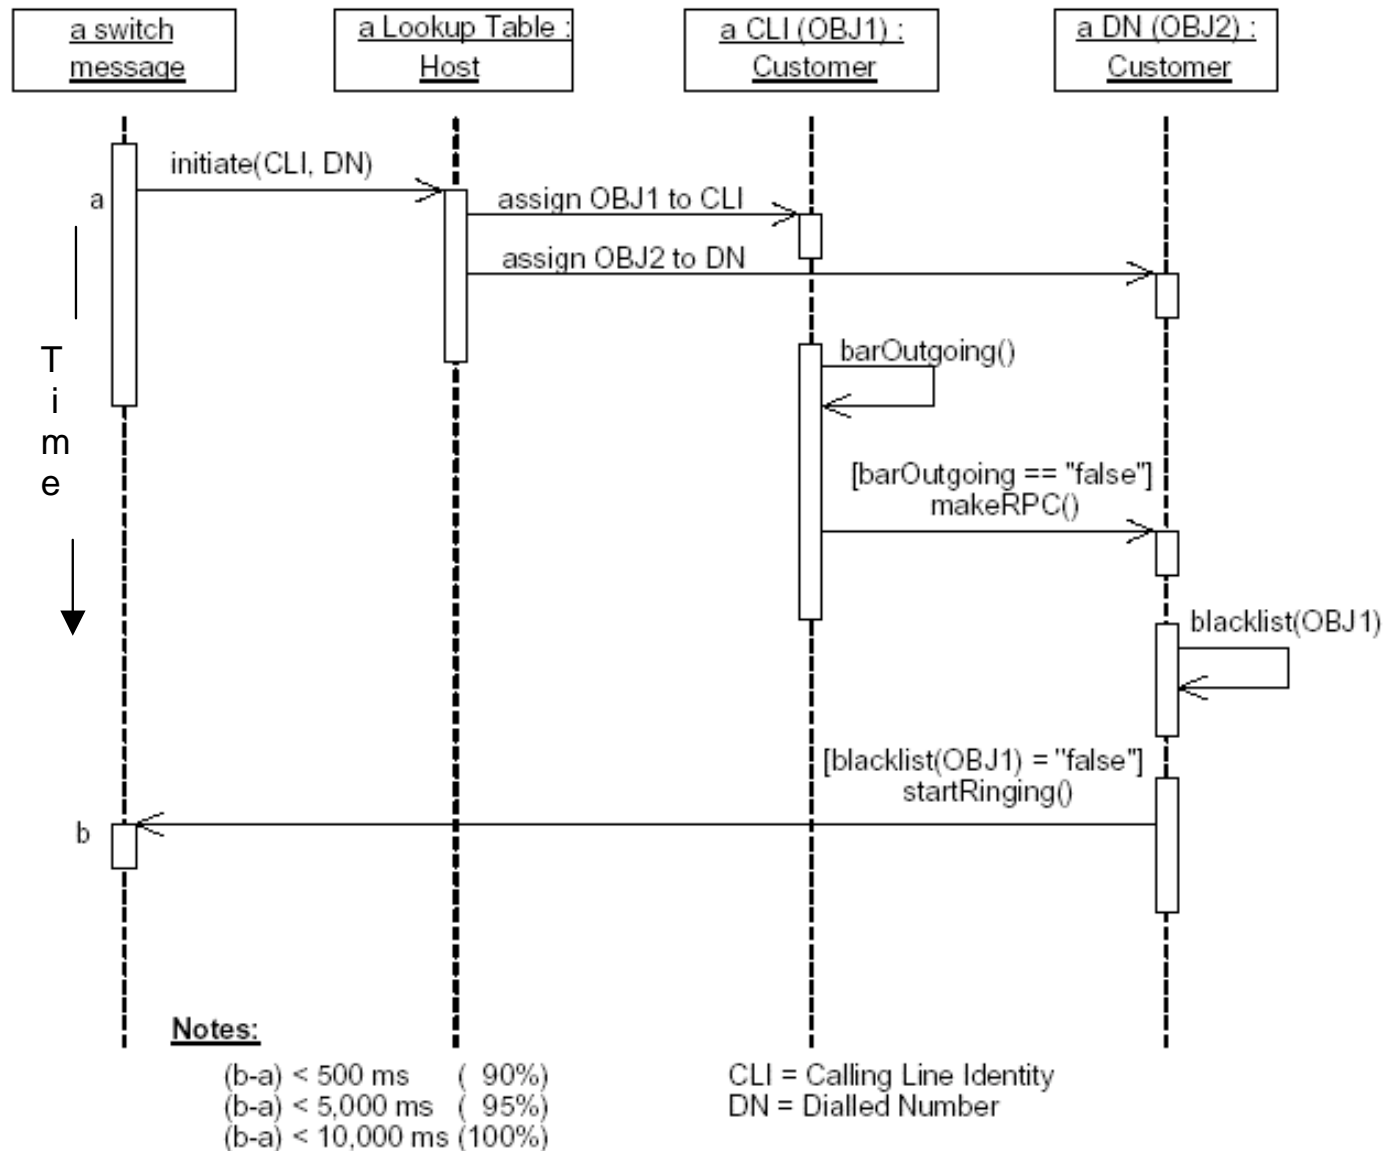 a switch
message
a Lookup Table :
Host
a CLI (OBJ1) :
Customer
a DN (OBJ2) :
Customer
initiate(CLI, DN)
a
assign OBJ1 to CLI
assign OBJ2 to DN
T
i
m
e
barOutgoing()
[barOutgoing == "false"]
makeRPC()
blacklist(OBJ1)
[blacklist(OBJ1) = "false"]
startRinging()
b
Notes:
(b-a) < 500 ms ( 90%)
(b-a) < 5,000 ms ( 95%)
(b-a) < 10,000 ms (100%)
CLI = Calling Line Identity
DN = Dialled Number